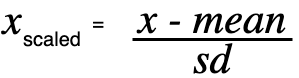 x_scaled = (x - mean) / sd